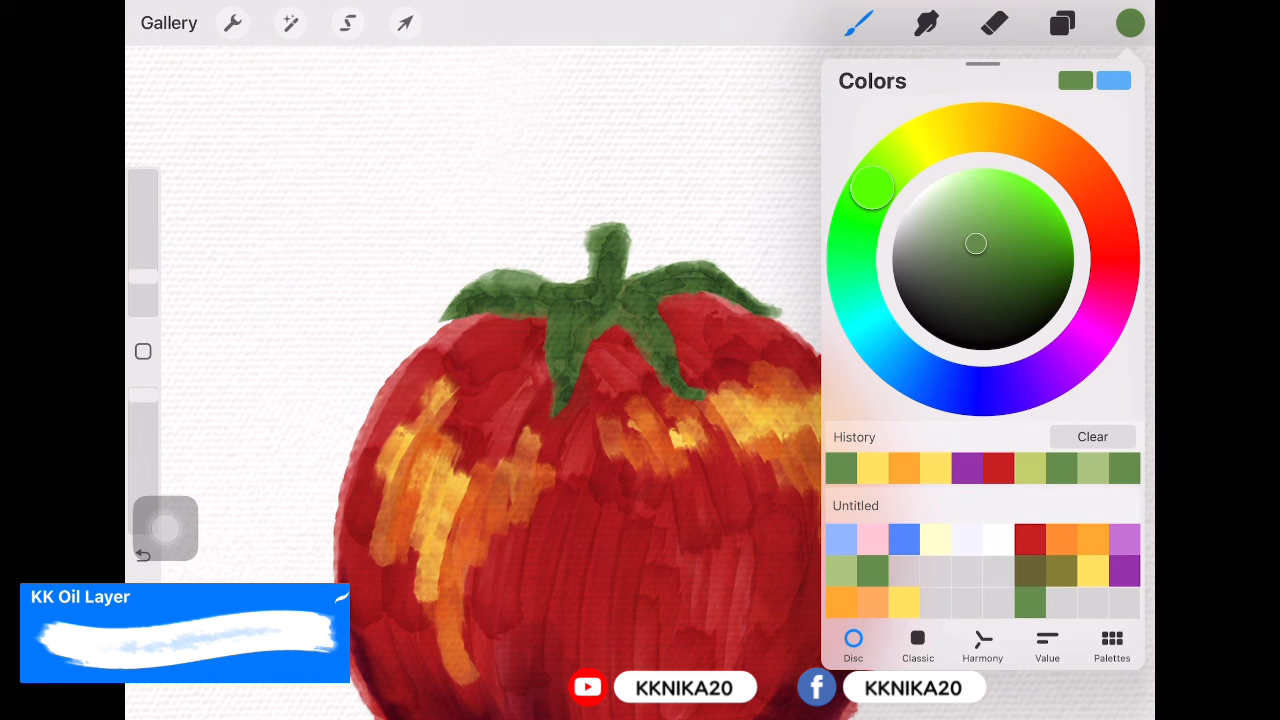 Gallery
Colors
History
Clear
Untitled
Disc
Classic
Harmony
Value
Palettes
KK Oil Layer
KKNIKA20
KKNIKA20